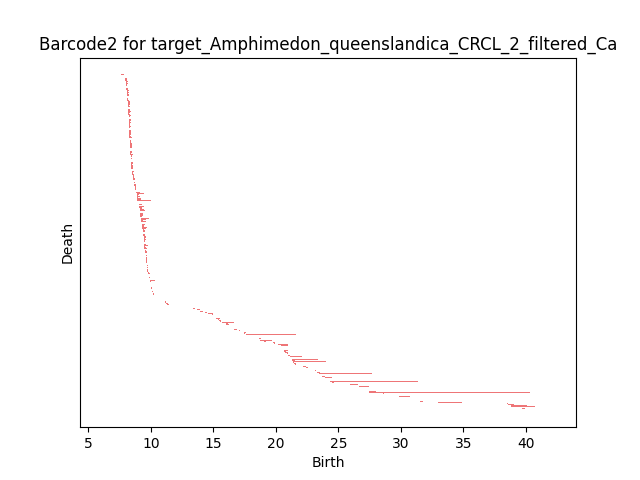 Barcode2 for target_Amphimedon_queenslandica_CRCL_2_filtered_Ca
Death
5 10 15 20 25 30 35 40
Birth